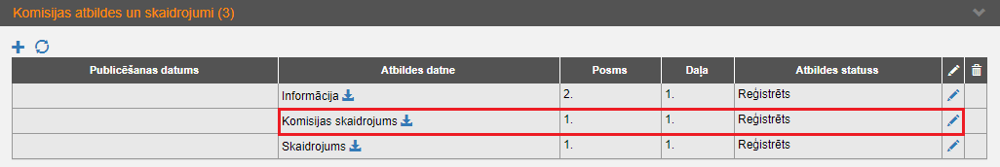 Komisijas atbildes un skaidrojumi (3)
Publicēšanas datums Atbildes datne Posms Daļa Atbildes statuss
Informācija 2. 1. Reģistrēts
Komisijas skaidrojums 1. 1. Reģistrēts
Skaidrojums 1. 1. Reģistrēts